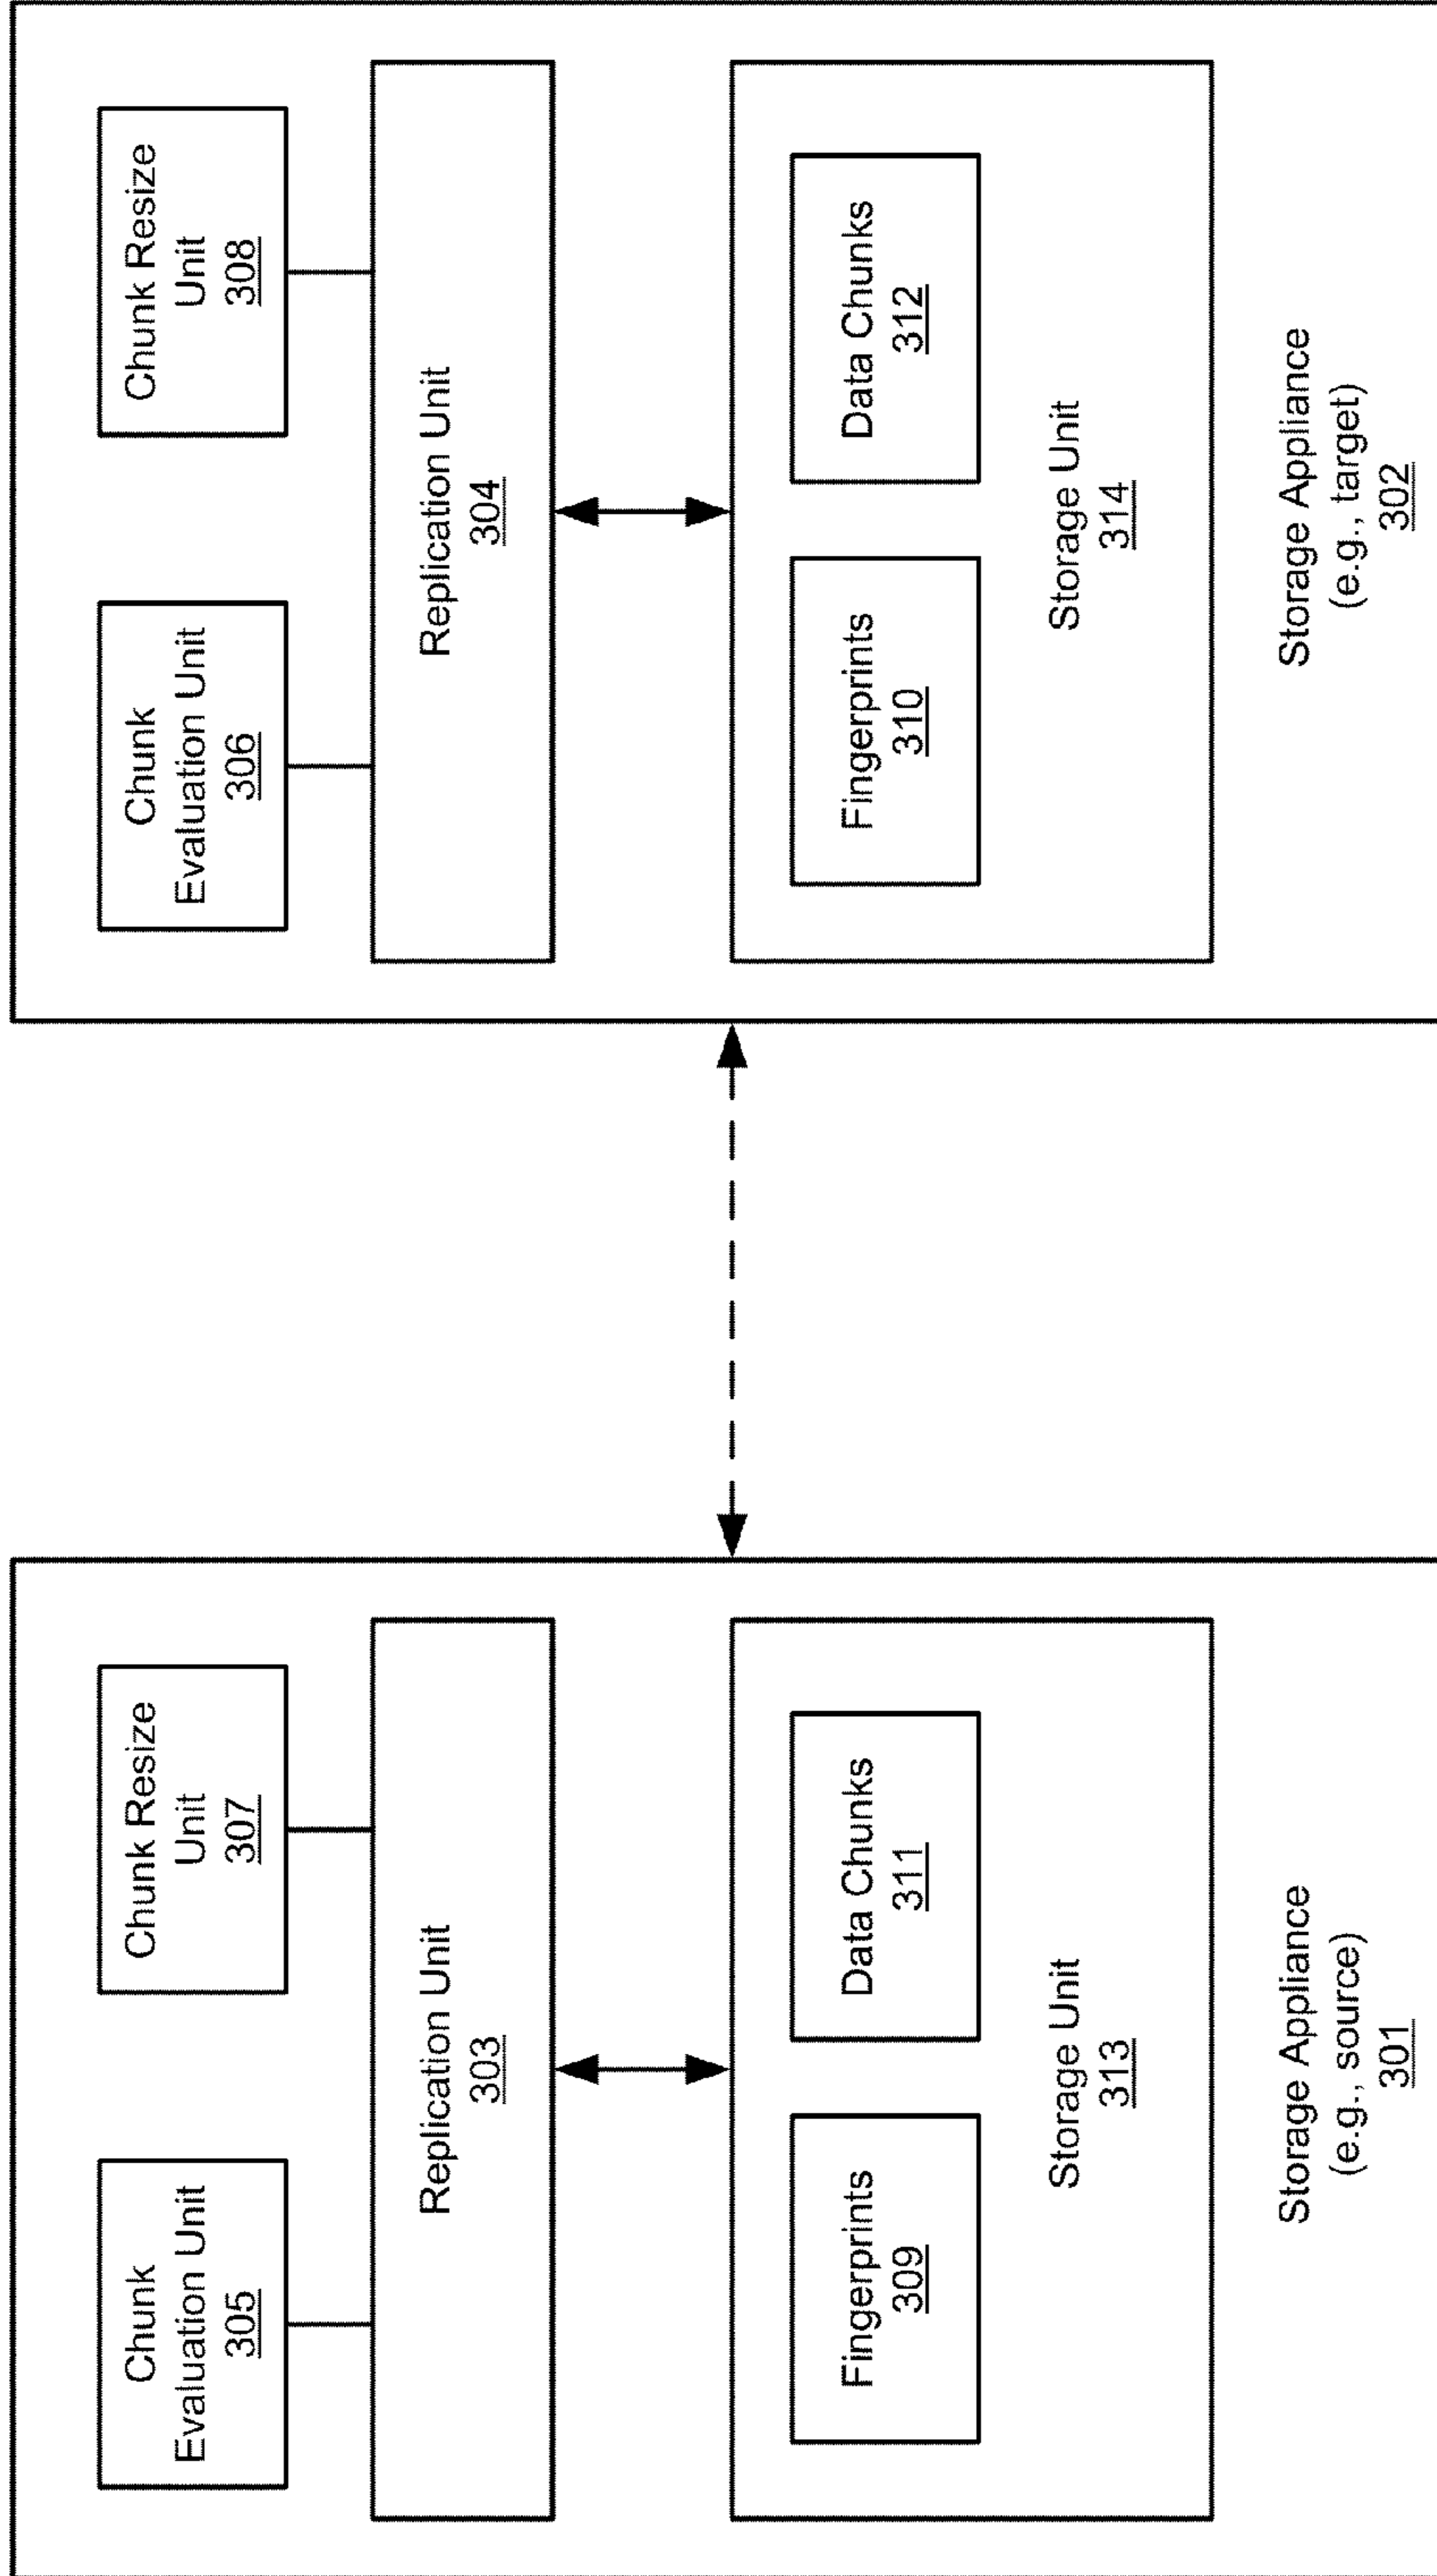 Chunk
Evaluation Unit
305
Chunk Resize
Unit
307
Replication Unit
303
Fingerprints
309
Data Chunks
311
Storage Unit
313
Storage Appliance
(e.g., source)
301
Chunk
Evaluation Unit
306
Chunk Resize
Unit
308
Replication Unit
304
Fingerprints
310
Data Chunks
312
Storage Unit
314
Storage Appliance
(e.g., target)
302